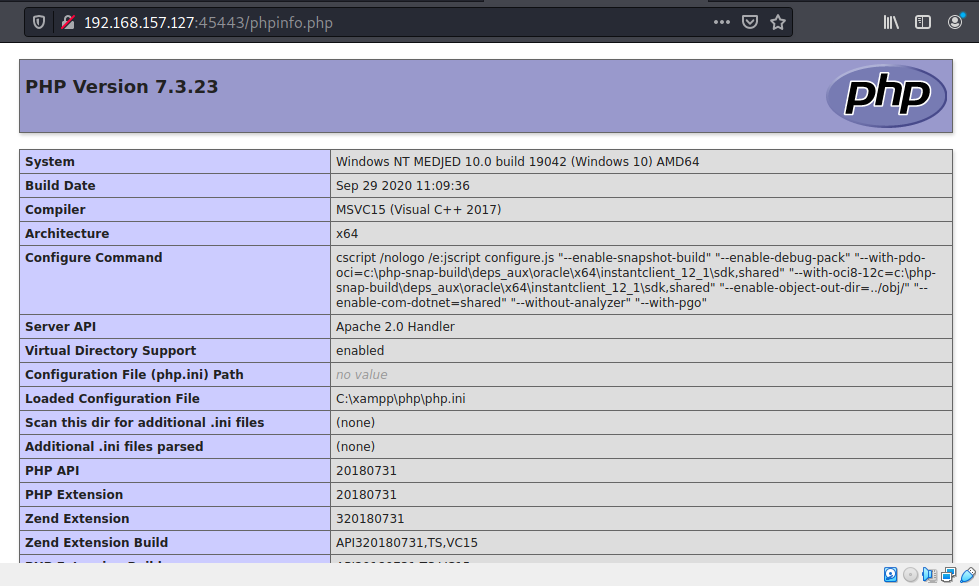 192.168.157.127:45443/phpinfo.php
PHP Version 7.3.23
php
System Windows NT MEDJED 10.0 build 19042 (Windows 10) AMD64
Build Date Sep 29 2020 11:09:36
Compiler MSVC15 (Visual C++ 2017)
Architecture x64
Configure Command cscript /nologo /e:jscript configure.js "--enable-snapshot-build" "--enable-debug-pack" "--with-pdo-
oci=c:\php-snap-build\deps_aux\oracle\x64\instantclient_12_1\sdk,shared" "--with-oci8-12c=c:\php-
snap-build\deps_aux\oracle\x64\instantclient_12_1\sdk,shared" "--enable-object-out-dir=../obj/" "--
enable-com-dotnet=shared" "--without-analyzer" "--with-pgo"
Server API Apache 2.0 Handler
Virtual Directory Support enabled
Configuration File (php.ini) Path no value
Loaded Configuration File C:\xampp\php\php.ini
Scan this dir for additional .ini files (none)
Additional .ini files parsed (none)
PHP API 20180731
PHP Extension 20180731
Zend Extension 320180731
Zend Extension Build API320180731,TS,VC15